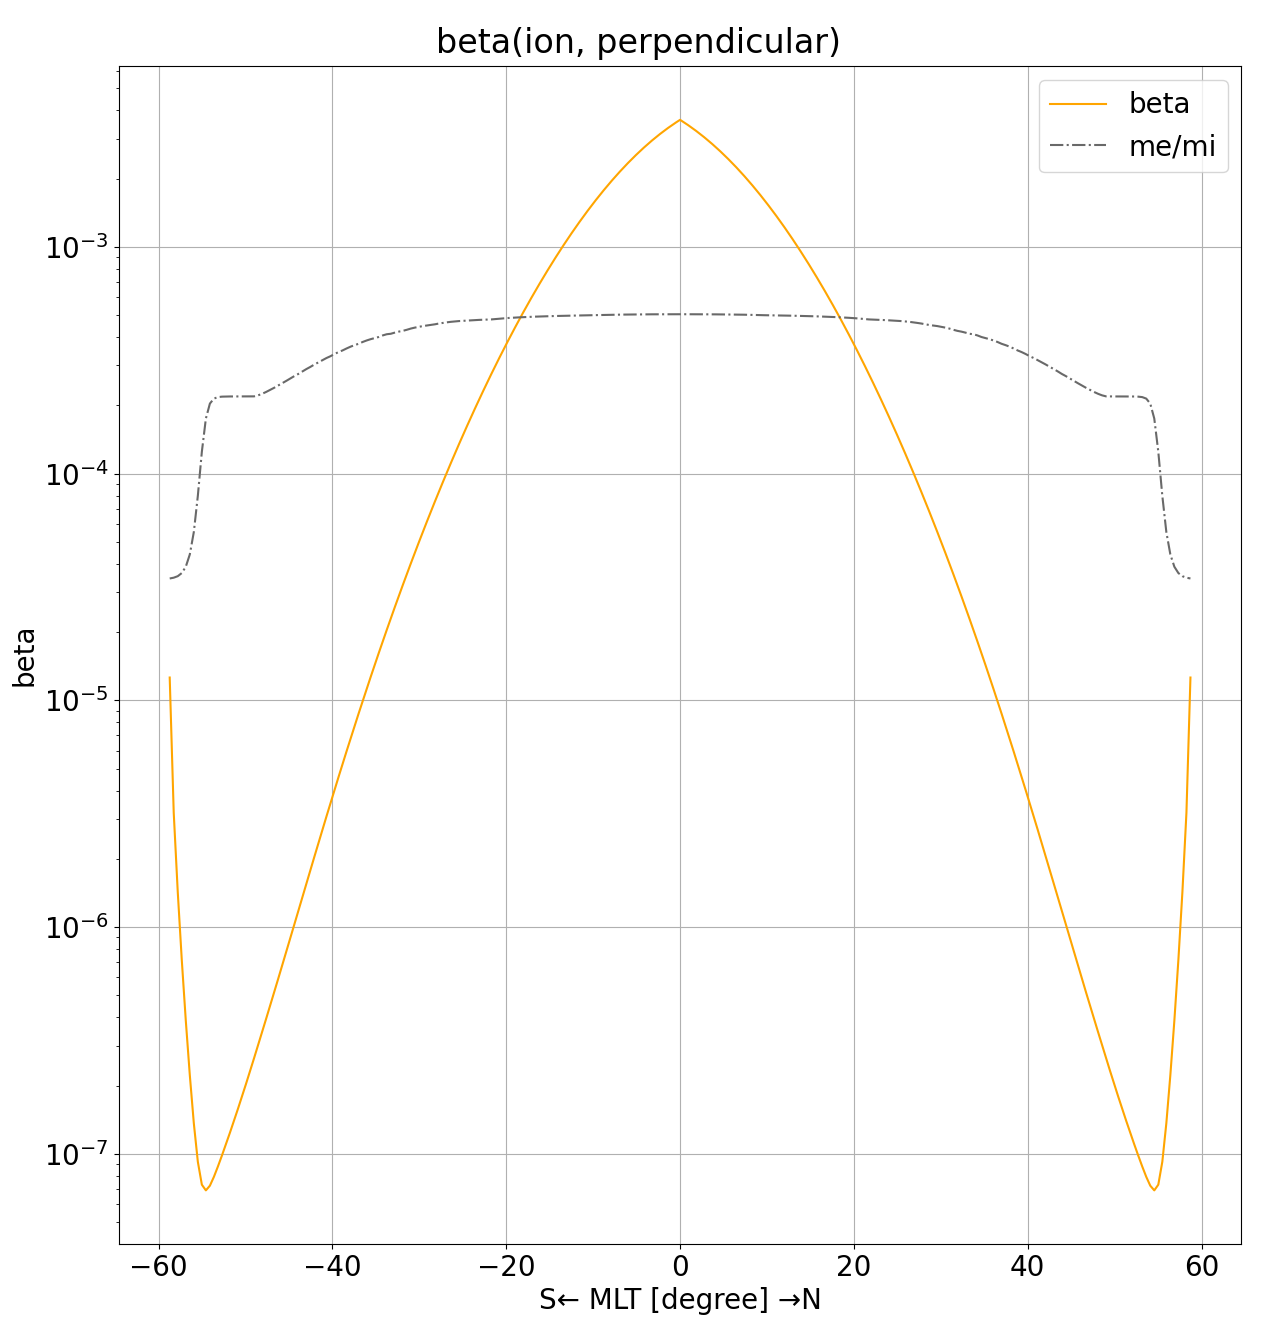 beta(ion, perpendicular)
beta
me/mi
10⁻³
10⁻⁴
10⁻⁵
10⁻⁶
10⁻⁷
beta
−60 −40 −20 0 20 40 60
S← MLT [degree] →N